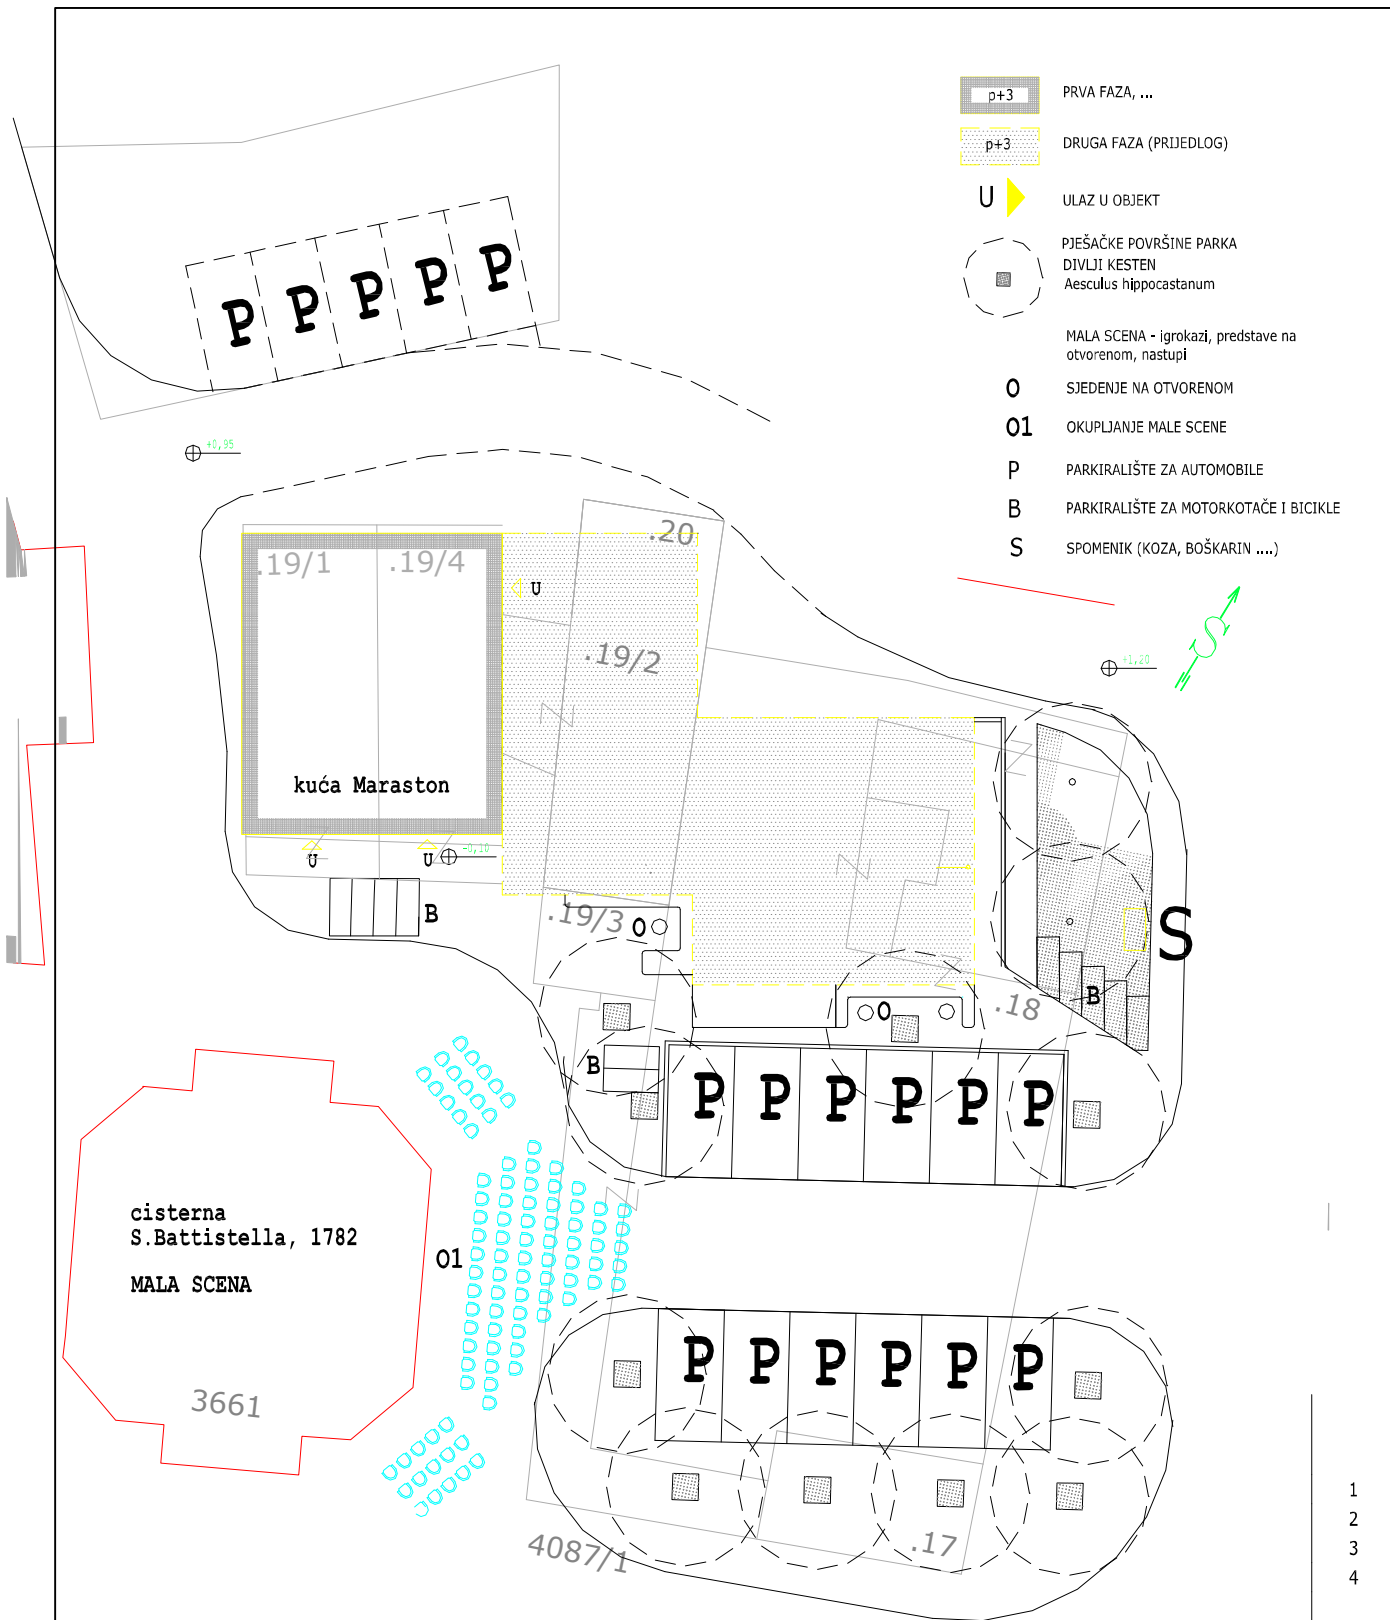 p+3 PRVA FAZA, ...
p+3 DRUGA FAZA (PRIJEDLOG)
U ULAZ U OBJEKT
PJEŠAČKE POVRŠINE PARKA
DIVLJI KESTEN
Aesculus hippocastanum
MALA SCENA - igrokazi, predstave na
otvorenom, nastupi
O SJEDENJE NA OTVORENOM
O1 OKUPLJANJE MALE SCENE
P PARKIRALIŠTE ZA AUTOMOBILE
B PARKIRALIŠTE ZA MOTORKOTAČE I BICIKLE
S SPOMENIK (KOZA, BOŠKARIN ....)
P P P P P
+0,95
.20
.19/1 .19/4
U
.19/2
+1,20
S
kuća Maraston
U U +0,10
B
.19/3 O
S
B
.18
O
B
P P P P P P
cisterna
S.Battistella, 1782
MALA SCENA
O1
3661
P P P P P P
4087/1
.17
1
2
3
4